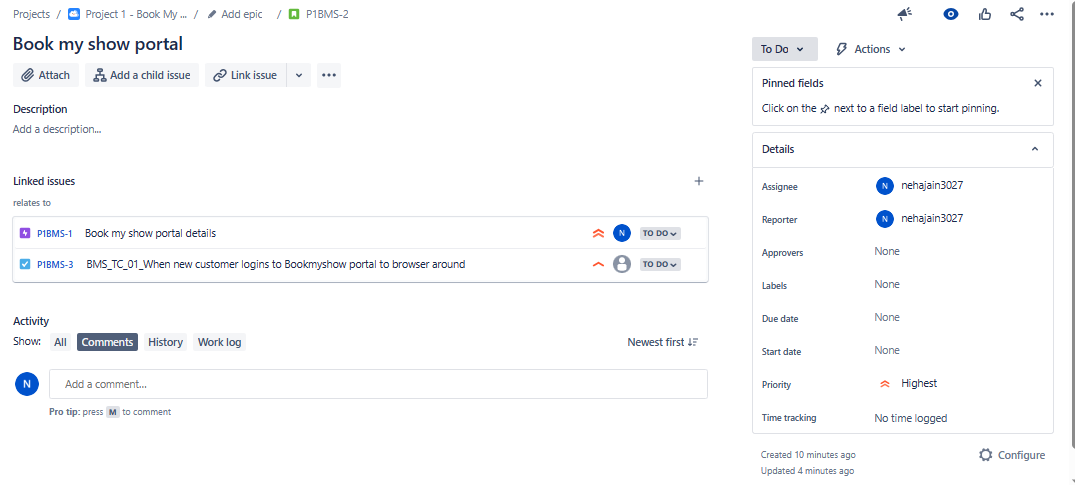 Projects / Project 1 - Book My ... / Add epic / P1BMS-2
Book my show portal
Attach Add a child issue Link issue
Description
Add a description...
Linked issues
relates to
P1BMS-1 Book my show portal details N TO DO
P1BMS-3 BMS_TC_01_When new customer logins to Bookmyshow portal to browser around TO DO
Activity
Show: All Comments History Work log Newest first
N Add a comment...
Pro tip: press M to comment
To Do Actions
Pinned fields
Click on the next to a field label to start pinning.
Details
Assignee N nehajain3027
Reporter N nehajain3027
Approvers None
Labels None
Due date None
Start date None
Priority Highest
Time tracking No time logged
Created 10 minutes ago Configure
Updated 4 minutes ago